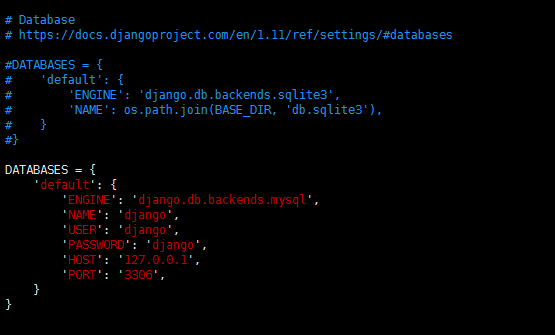 # Database
# https://docs.djangoproject.com/en/1.11/ref/settings/#databases
#DATABASES = {
#    'default': {
#        'ENGINE': 'django.db.backends.sqlite3',
#        'NAME': os.path.join(BASE_DIR, 'db.sqlite3'),
#    }
#}
DATABASES = {
    'default': {
        'ENGINE': 'django.db.backends.mysql',
        'NAME': 'django',
        'USER': 'django',
        'PASSWORD': 'django',
        'HOST': '127.0.0.1',
        'PORT': '3306',
    }
}